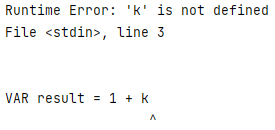 Runtime Error: 'k' is not defined
File <stdin>, line 3
VAR result = 1 + k
^